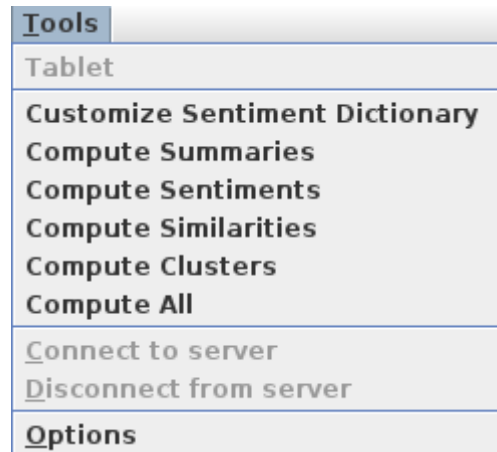 Tools
Tablet
Customize Sentiment Dictionary
Compute Summaries
Compute Sentiments
Compute Similarities
Compute Clusters
Compute All
Connect to server
Disconnect from server
Options